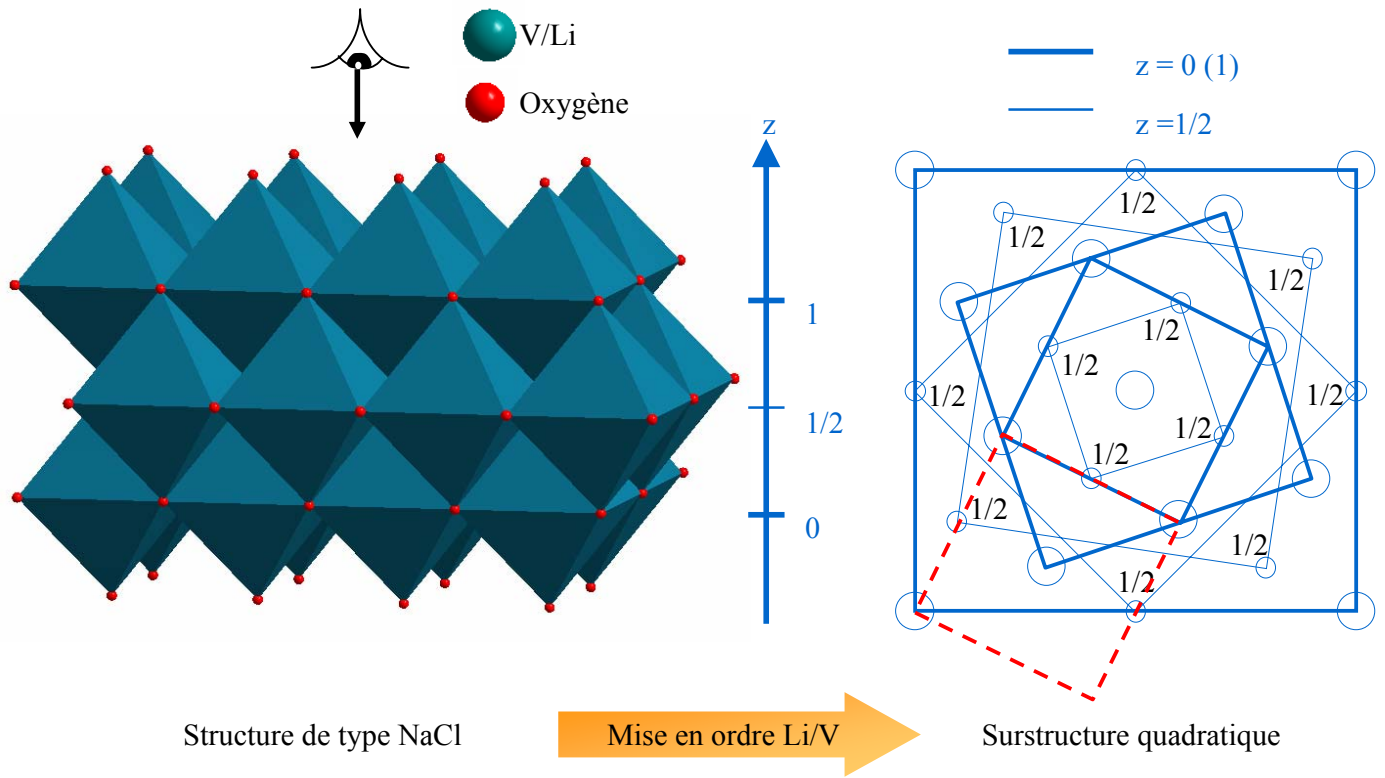 V/Li
Oxygène
z
1
1/2
0
z = 0 (1)
z =1/2
1/2
1/2
1/2
1/2
1/2
1/2
1/2
1/2
1/2
1/2
1/2
1/2
Structure de type NaCl
Mise en ordre Li/V
Surstructure quadratique